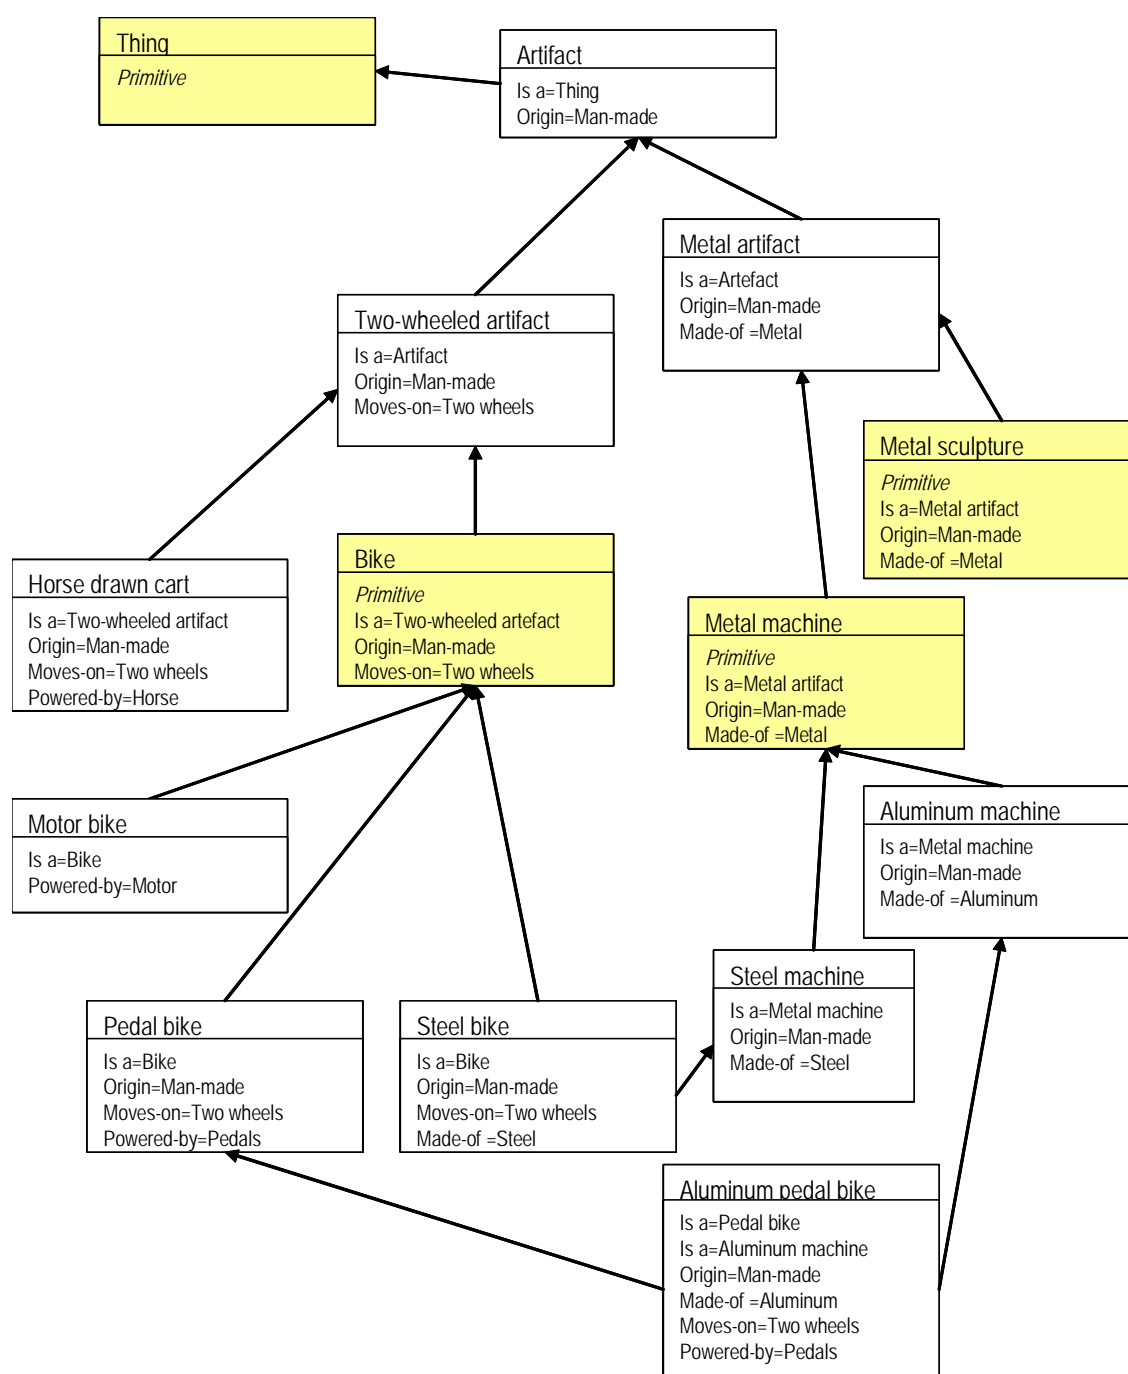 Thing
Primitive
Artifact
Is a=Thing
Origin=Man-made
Metal artifact
Is a=Artefact
Origin=Man-made
Made-of =Metal
Two-wheeled artifact
Is a=Artifact
Origin=Man-made
Moves-on=Two wheels
Metal sculpture
Primitive
Is a=Metal artifact
Origin=Man-made
Made-of =Metal
Horse drawn cart
Is a=Two-wheeled artifact
Origin=Man-made
Moves-on=Two wheels
Powered-by=Horse
Bike
Primitive
Is a=Two-wheeled artefact
Origin=Man-made
Moves-on=Two wheels
Metal machine
Primitive
Is a=Metal artifact
Origin=Man-made
Made-of =Metal
Motor bike
Is a=Bike
Powered-by=Motor
Aluminum machine
Is a=Metal machine
Origin=Man-made
Made-of =Aluminum
Pedal bike
Is a=Bike
Origin=Man-made
Moves-on=Two wheels
Powered-by=Pedals
Steel bike
Is a=Bike
Origin=Man-made
Moves-on=Two wheels
Made-of =Steel
Steel machine
Is a=Metal machine
Origin=Man-made
Made-of =Steel
Aluminum pedal bike
Is a=Pedal bike
Is a=Aluminum machine
Origin=Man-made
Made-of =Aluminum
Moves-on=Two wheels
Powered-by=Pedals